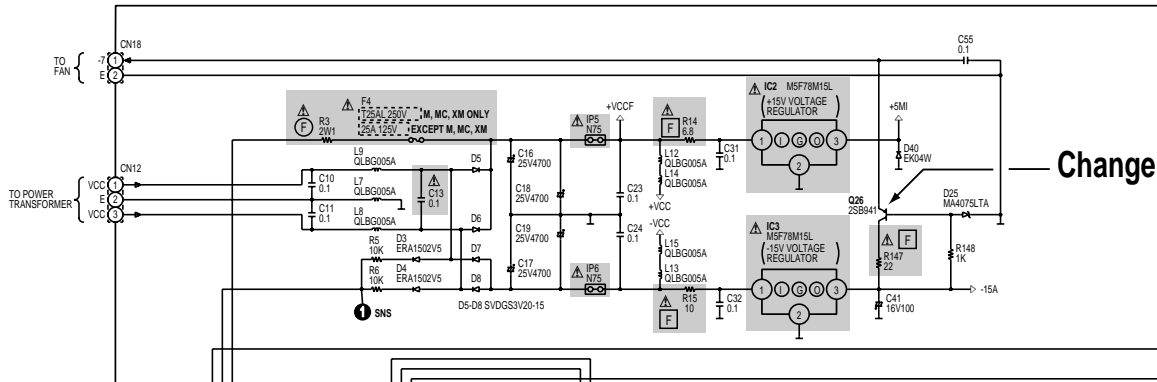 CN18
TO
FAN
-7
1
E
2
C55
0.1
F4
T25AL 250V
M, MC, XM ONLY
25A 125V
EXCEPT M, MC, XM
F
R3
2W1
+VCCF
IP5
N75
F
R14
6.8
IC2 M5F78M15L
(+15V VOLTAGE
REGULATOR)
1 I G O 3
2
+5MI
D40
EK04W
C31
0.1
Change
CN12
TO POWER
TRANSFORMER
VCC
1
E
2
VCC
3
L9
QLBG005A
C10
0.1
L7
QLBG005A
C11
0.1
L8
QLBG005A
C13
0.1
D5
D6
D7
D8
R5
10K
R6
10K
D3
ERA1502V5
D4
ERA1502V5
1 SNS
D5-D8 SVDGS3V20-15
C16
25V4700
C18
25V4700
C19
25V4700
C17
25V4700
C23
0.1
C24
0.1
IP6
N75
L12
QLBG005A
L14
QLBG005A
+VCC
-VCC
L15
QLBG005A
L13
QLBG005A
R15
10
F
C32
0.1
IC3
M5F78M15L
(-15V VOLTAGE
REGULATOR)
1 I G O 3
2
Q26
2SB941
D25
MA4075LTA
F
R147
22
R148
1K
C41
16V100
-15A